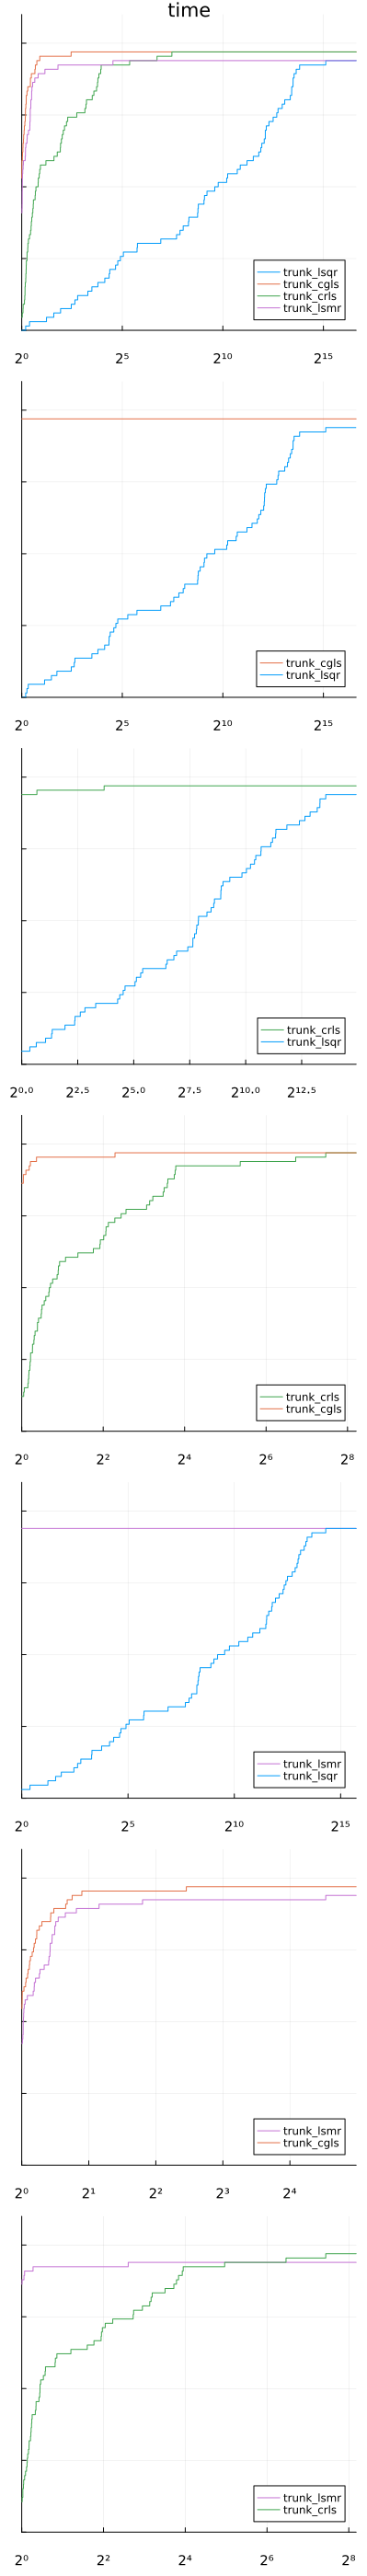 time
trunk_lsqr
trunk_cgls
trunk_crls
trunk_lsmr
2⁰ 2⁵ 2¹⁰ 2¹⁵
trunk_cgls
trunk_lsqr
2⁰ 2⁵ 2¹⁰ 2¹⁵
trunk_crls
trunk_lsqr
2⁰·⁰ 2²·⁵ 2⁵·⁰ 2⁷·⁵ 2¹⁰·⁰ 2¹²·⁵
trunk_crls
trunk_cgls
2⁰ 2² 2⁴ 2⁶ 2⁸
trunk_lsmr
trunk_lsqr
2⁰ 2⁵ 2¹⁰ 2¹⁵
trunk_lsmr
trunk_cgls
2⁰ 2¹ 2² 2³ 2⁴
trunk_lsmr
trunk_crls
2⁰ 2² 2⁴ 2⁶ 2⁸